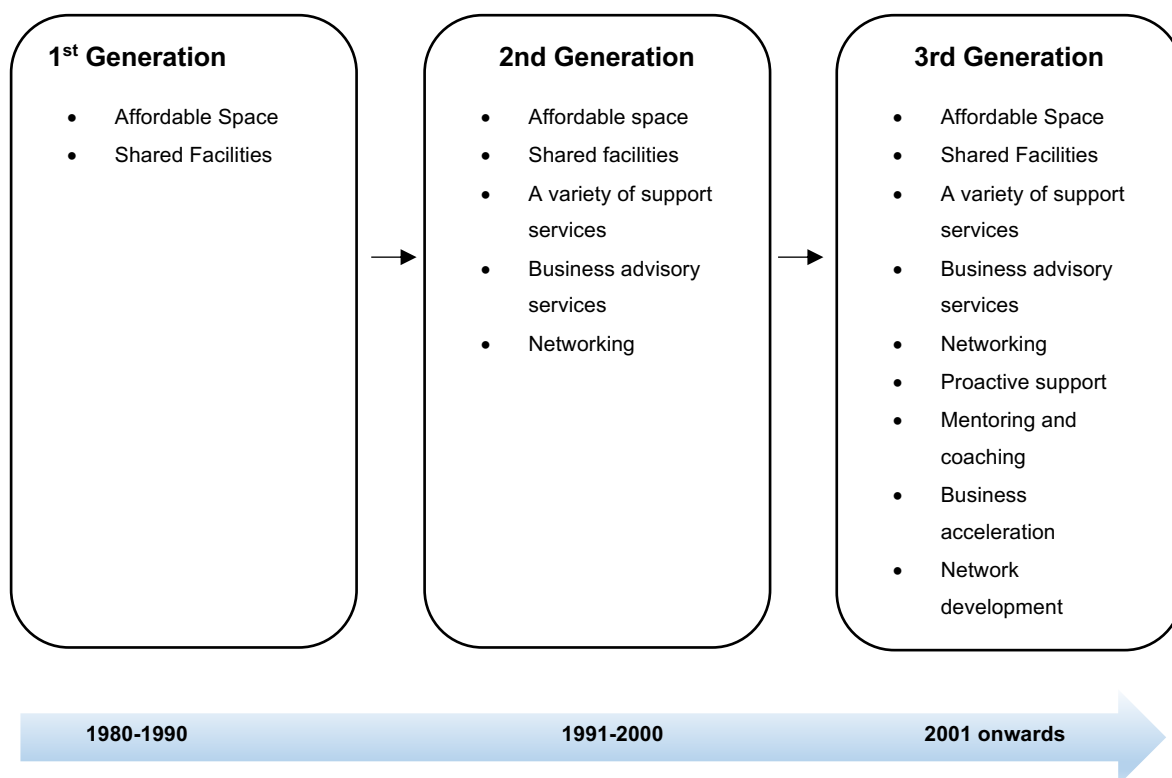 1st Generation
• Affordable Space
• Shared Facilities
2nd Generation
• Affordable space
• Shared facilities
• A variety of support
services
• Business advisory
services
• Networking
3rd Generation
• Affordable Space
• Shared Facilities
• A variety of support
services
• Business advisory
services
• Networking
• Proactive support
• Mentoring and
coaching
• Business
acceleration
• Network
development
1980-1990
1991-2000
2001 onwards